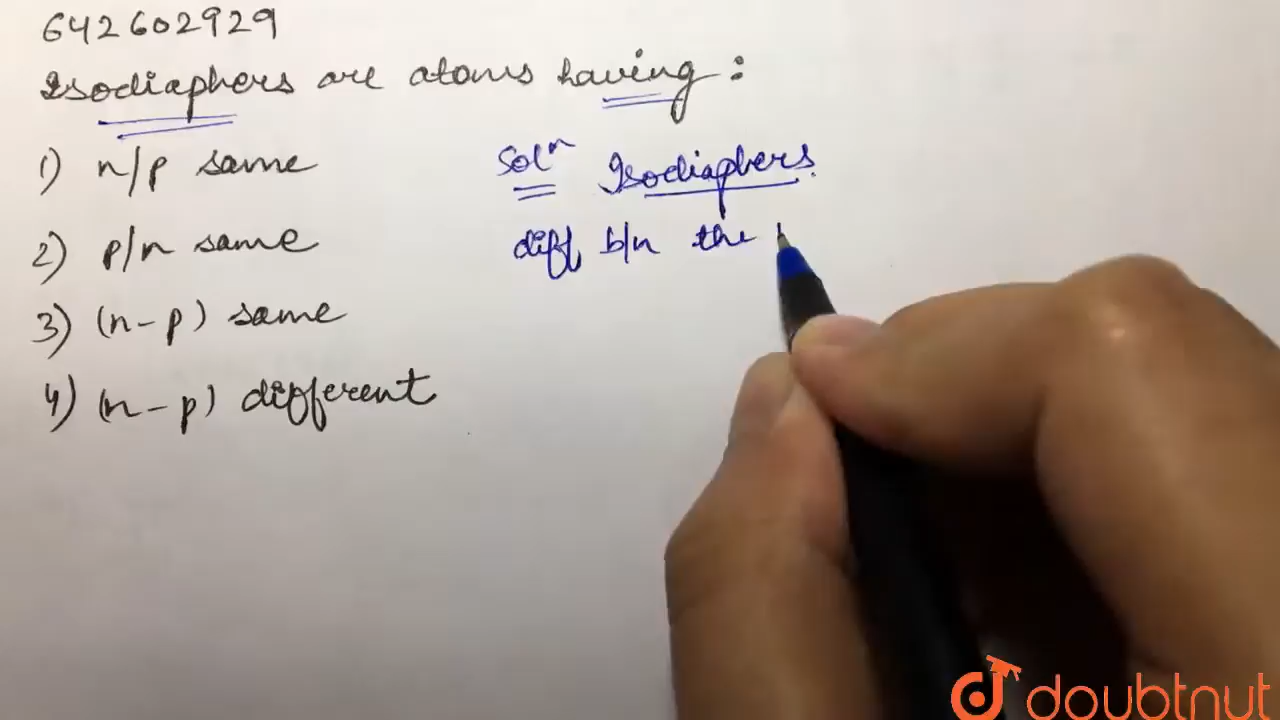 642602929
Isodiaphers are atoms having :
1) n/p same
2) p/n same
3) (n-p) same
4) (n-p) different
Solⁿ Isodiaphers.
diff b/n the
doubtnut